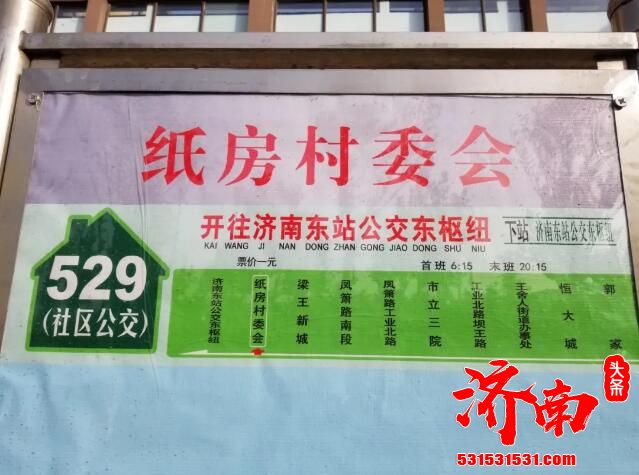 纸房村委会
开往济南东站公交东枢纽
KAI WANG JI NAN DONG ZHAN GONG JIAO DONG SHU NIU
下站 济南东站公交东枢纽
票价一元 首班 6:15 末班 20:15
529
(社区公交)
济南东站公交东枢纽
纸房村委会
梁王新城
凤箫路南段
凤箫路工业北路
市立三院
工业北路坝王路
王舍人街道办事处
恒大城
郭家
济南
头条
531531531.com